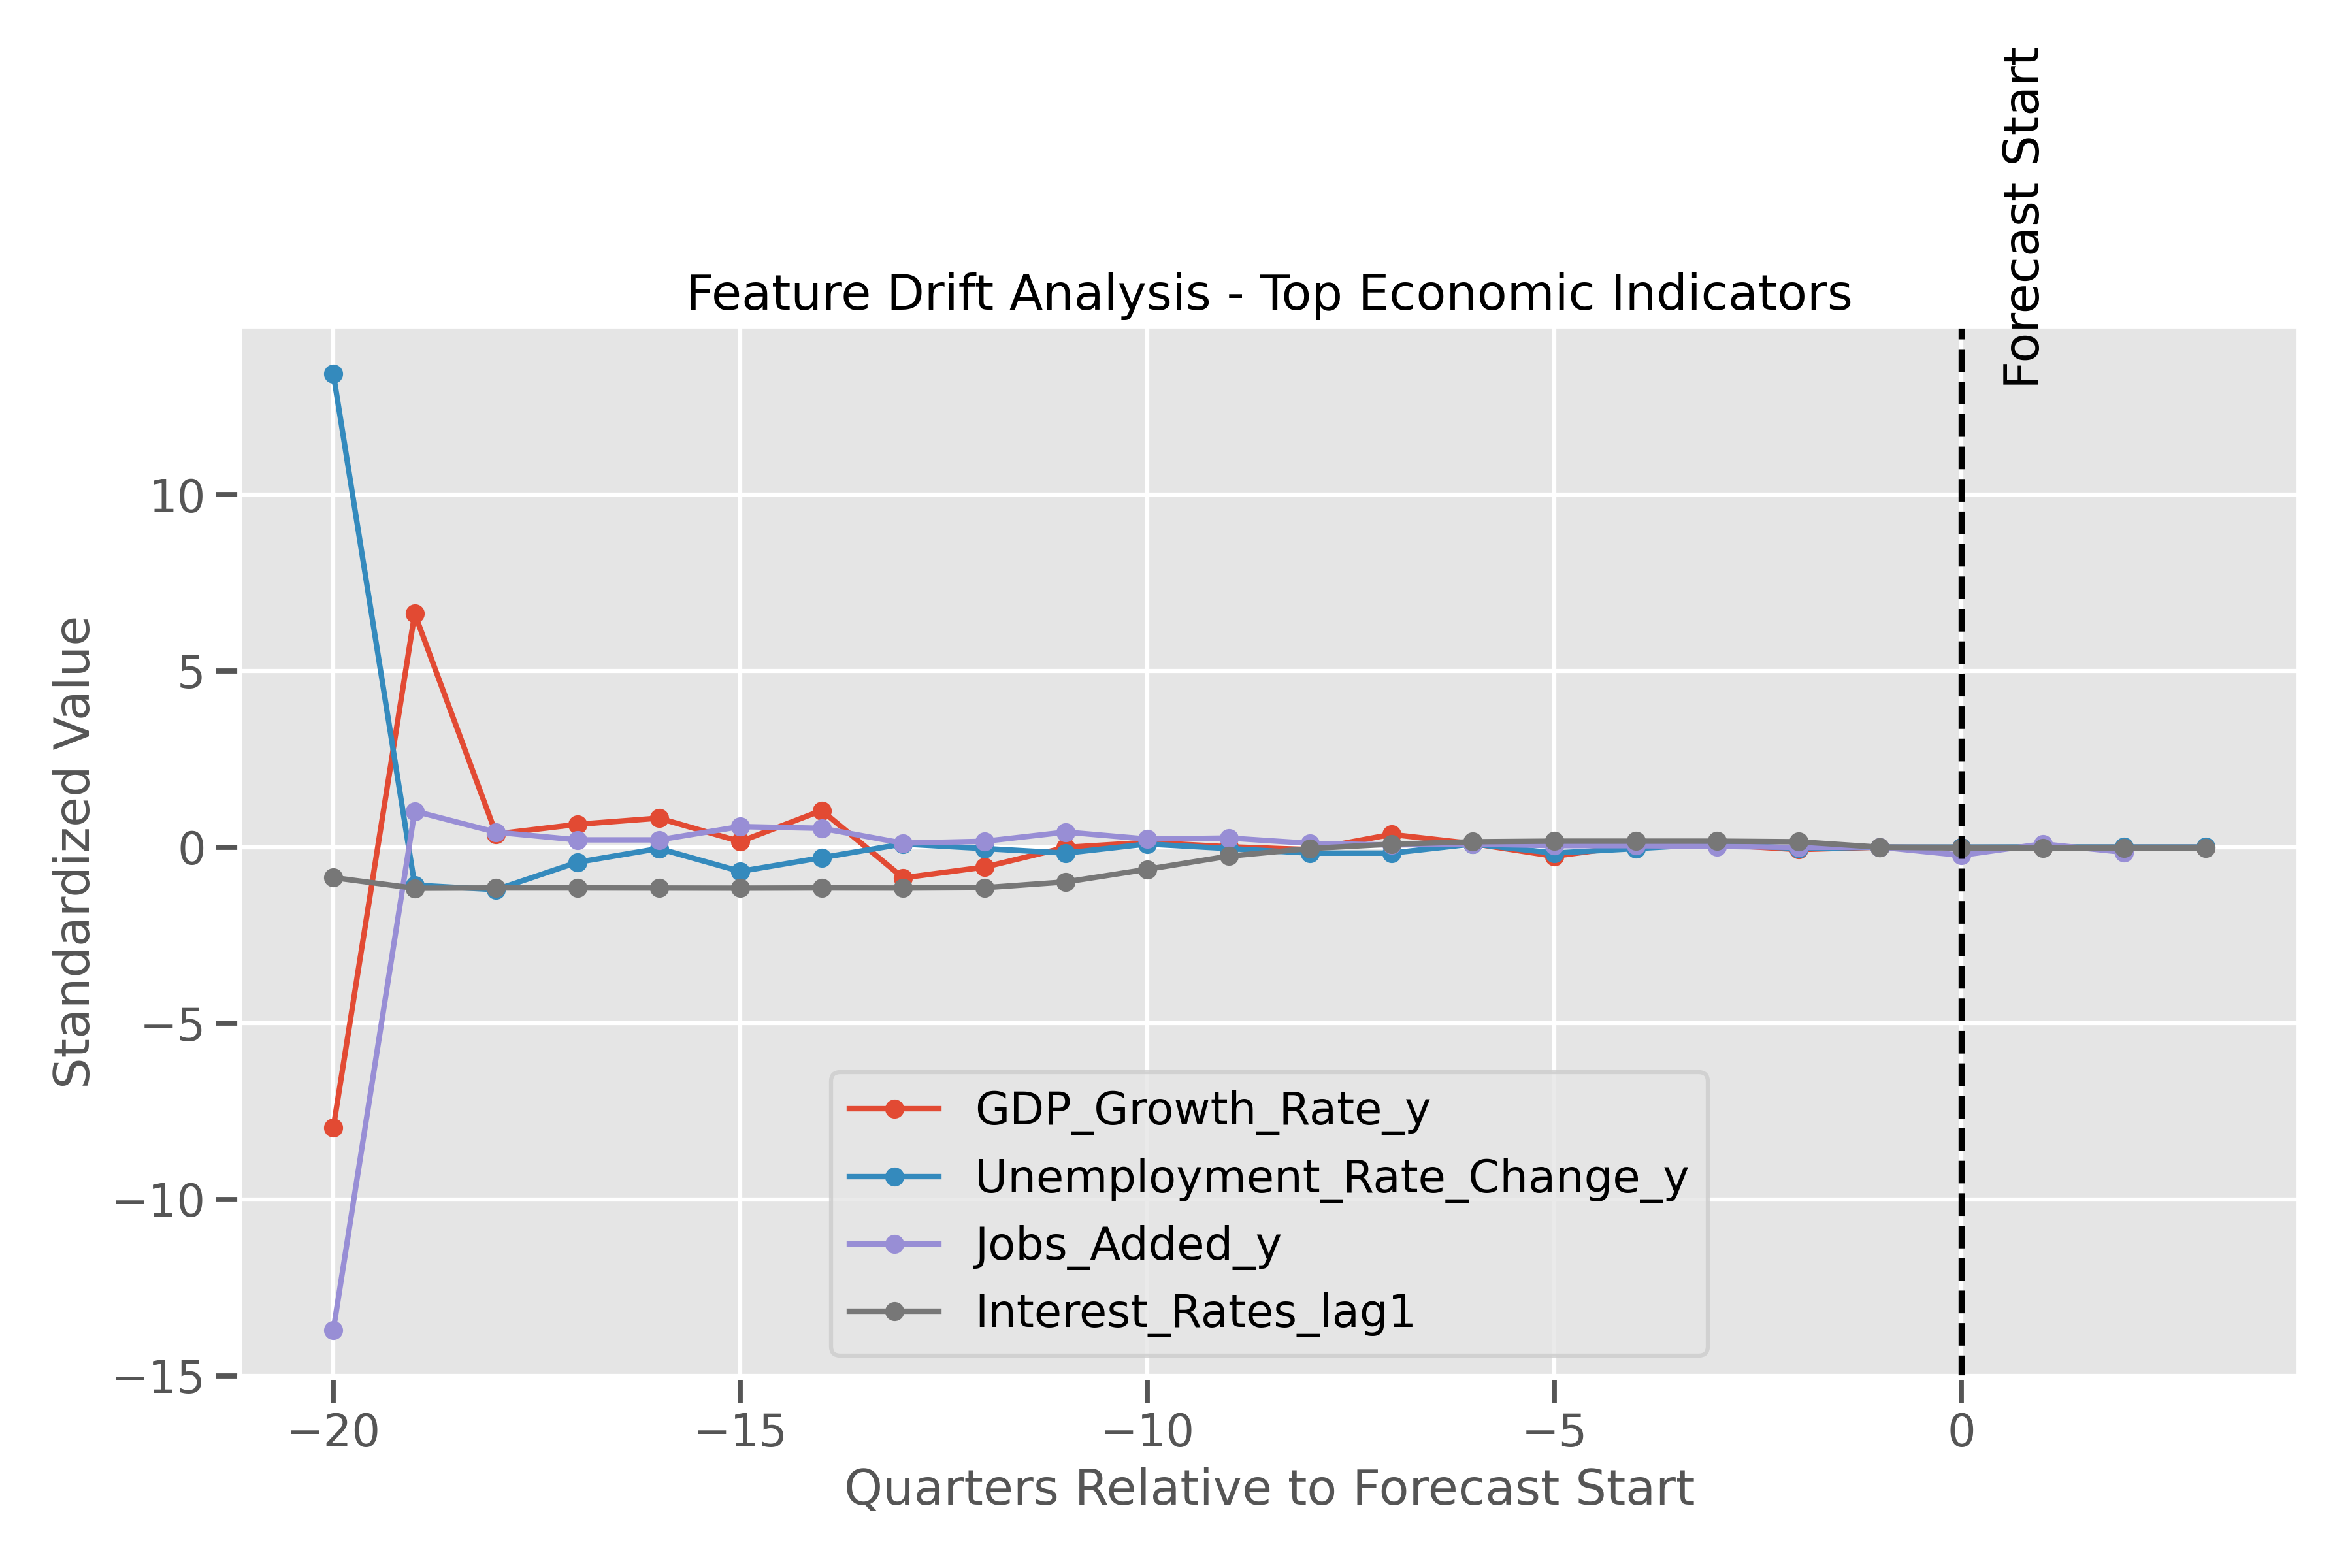 Forecast Start
Feature Drift Analysis - Top Economic Indicators
Standardized Value
10
5
0
−5
−10
−15
GDP_Growth_Rate_y
Unemployment_Rate_Change_y
Jobs_Added_y
Interest_Rates_lag1
−20
−15
−10
−5
0
Quarters Relative to Forecast Start